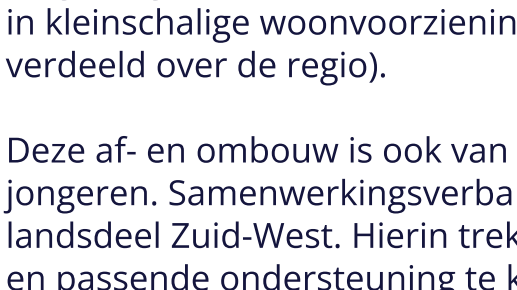 in kleinschalige woonvoorzienin
verdeeld over de regio).
Deze af- en ombouw is ook van
jongeren. Samenwerkingsverba
landsdeel Zuid-West. Hierin trek
en passende ondersteuning te k